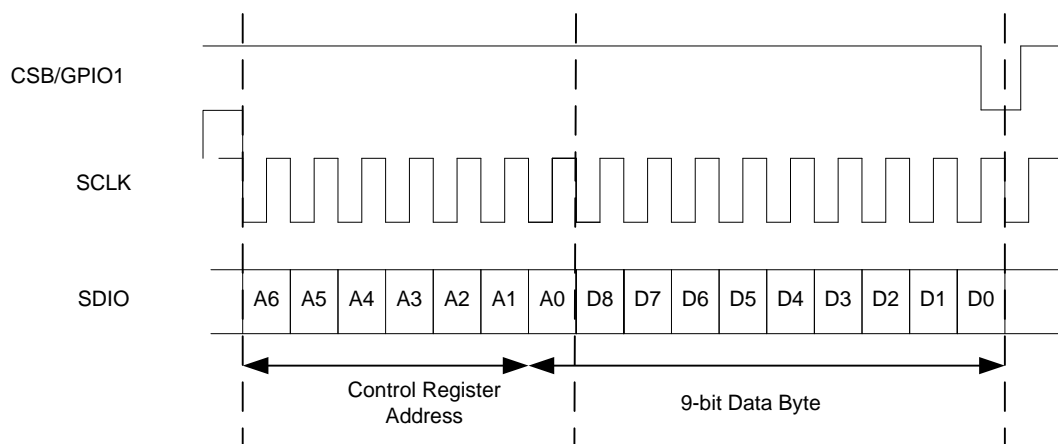 CSB/GPIO1
SCLK
SDIO A6 A5 A4 A3 A2 A1 A0 D8 D7 D6 D5 D4 D3 D2 D1 D0
Control Register
Address
9-bit Data Byte